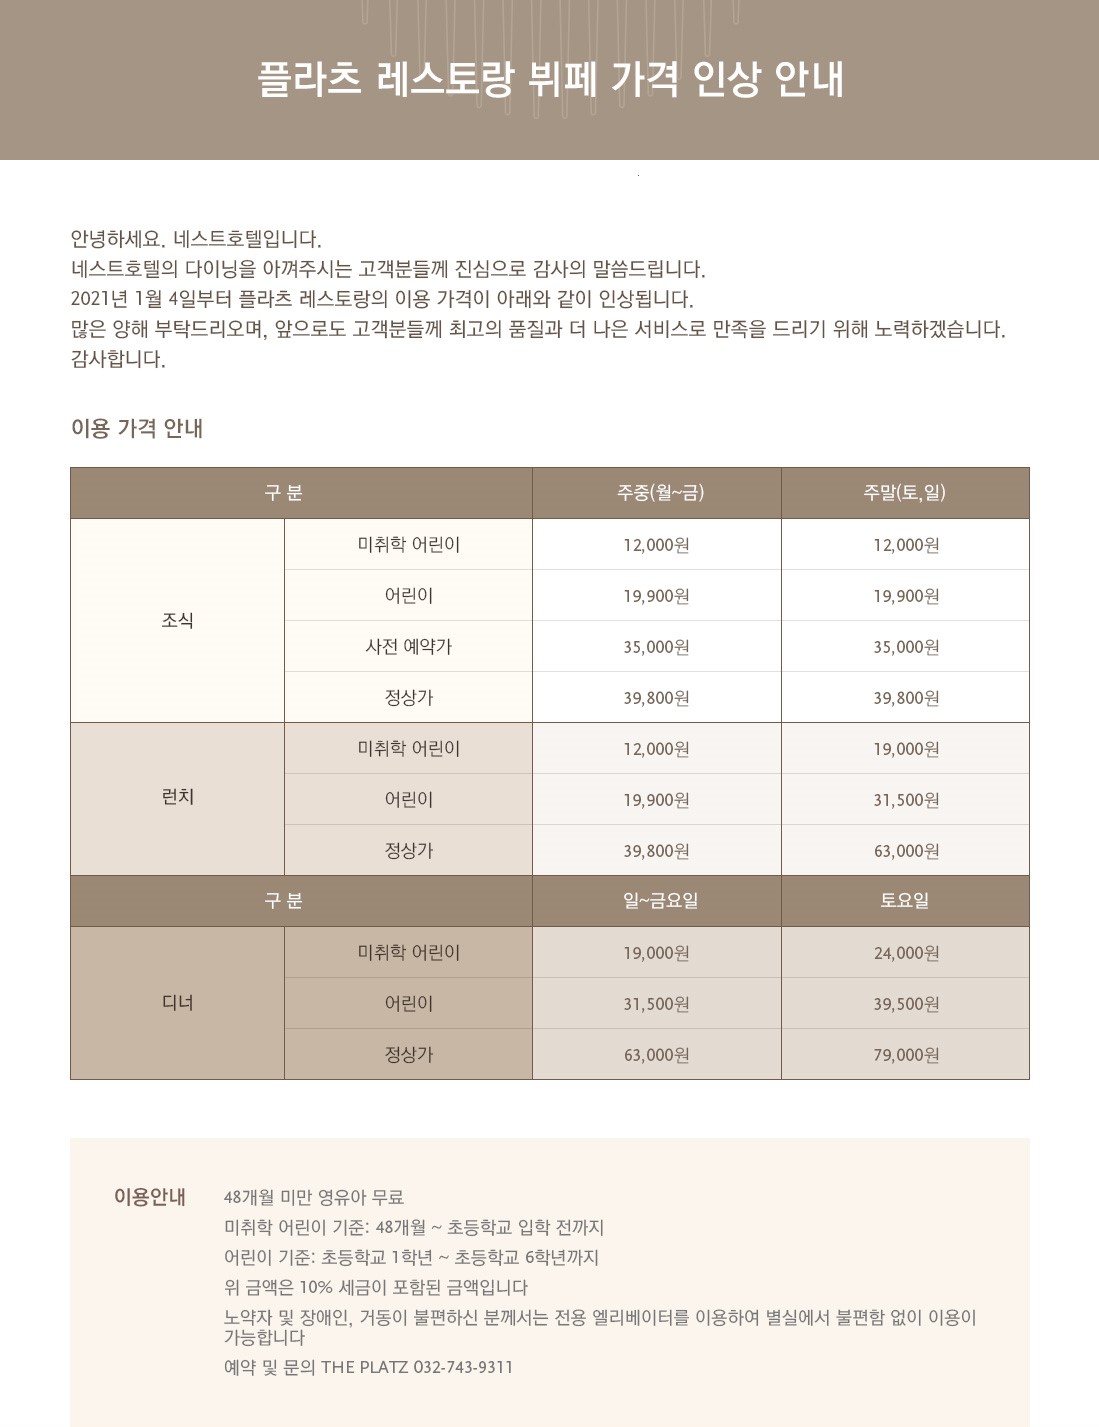 플라츠 레스토랑 뷔페 가격 인상 안내
안녕하세요. 네스트호텔입니다.
네스트호텔의 다이닝을 아껴주시는 고객분들께 진심으로 감사의 말씀드립니다.
2021년 1월 4일부터 플라츠 레스토랑의 이용 가격이 아래와 같이 인상됩니다.
많은 양해 부탁드리오며, 앞으로도 고객분들께 최고의 품질과 더 나은 서비스로 만족을 드리기 위해 노력하겠습니다.
감사합니다.
이용 가격 안내
구 분 주중(월~금) 주말(토,일)
조식
미취학 어린이 12,000원 12,000원
어린이 19,900원 19,900원
사전 예약가 35,000원 35,000원
정상가 39,800원 39,800원
런치
미취학 어린이 12,000원 19,000원
어린이 19,900원 31,500원
정상가 39,800원 63,000원
구 분 일~금요일 토요일
디너
미취학 어린이 19,000원 24,000원
어린이 31,500원 39,500원
정상가 63,000원 79,000원
이용안내 48개월 미만 영유아 무료
미취학 어린이 기준: 48개월 ~ 초등학교 입학 전까지
어린이 기준: 초등학교 1학년 ~ 초등학교 6학년까지
위 금액은 10% 세금이 포함된 금액입니다
노약자 및 장애인, 거동이 불편하신 분께서는 전용 엘리베이터를 이용하여 별실에서 불편함 없이 이용이
가능합니다
예약 및 문의 THE PLATZ 032-743-9311